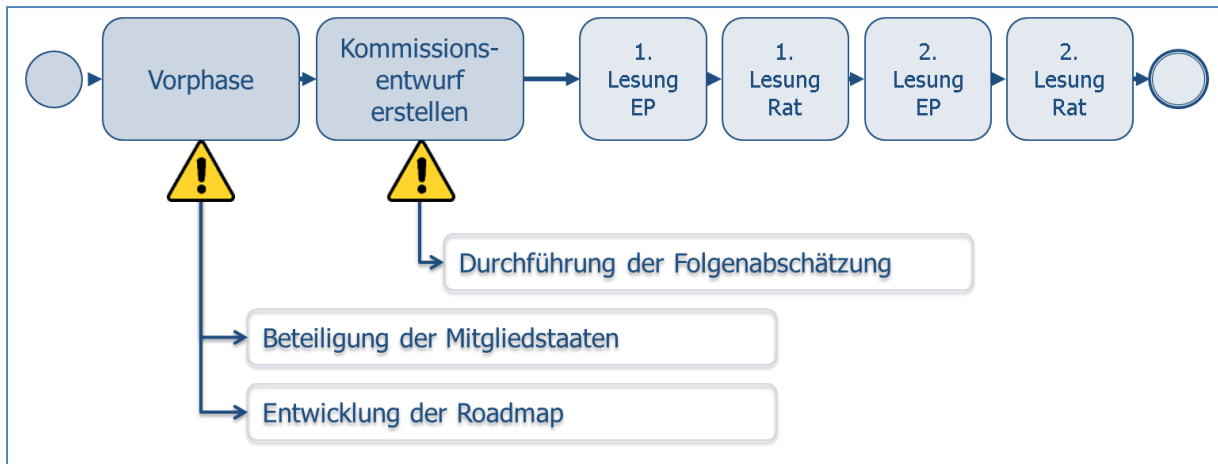 Vorphase
Kommissions-
entwurf
erstellen
1.
Lesung
EP
1.
Lesung
Rat
2.
Lesung
EP
2.
Lesung
Rat
Durchführung der Folgenabschätzung
Beteiligung der Mitgliedstaaten
Entwicklung der Roadmap